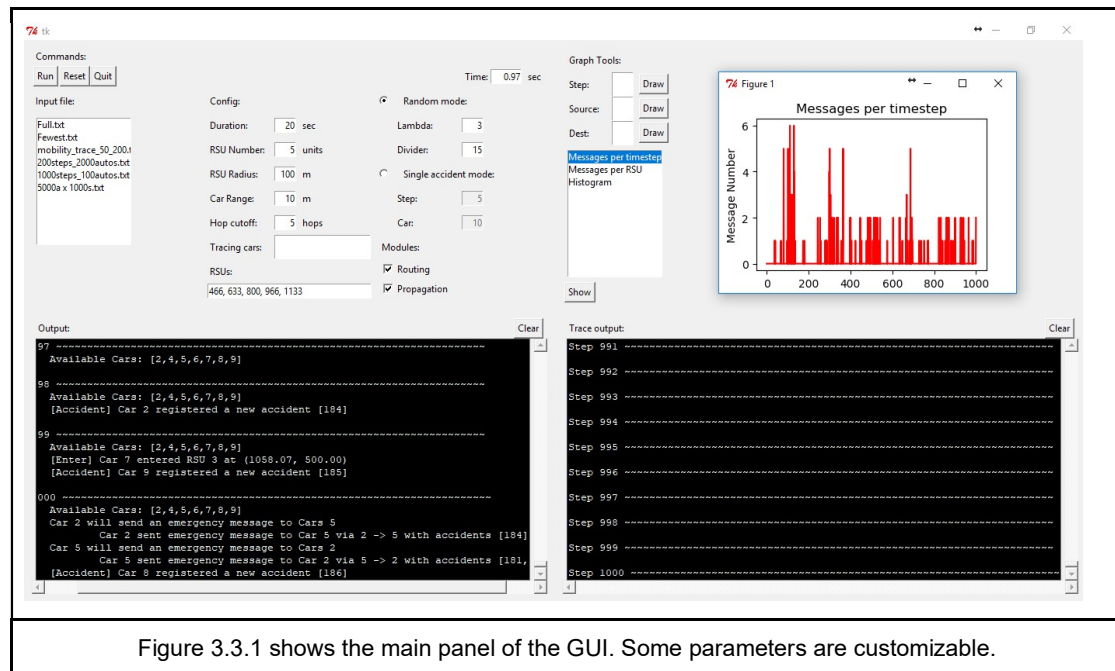 tk
Commands:
Run Reset Quit
Time: 0.97 sec
Input file:
Full.txt
Fewest.txt
mobility_trace_50_200.t
200steps_2000autos.txt
1000steps_100autos.txt
5000a x 1000s.txt
Config:
Duration: 20 sec
RSU Number: 5 units
RSU Radius: 100 m
Car Range: 10 m
Hop cutoff: 5 hops
Tracing cars:
RSUs:
466, 633, 800, 966, 1133
Random mode:
Lambda: 3
Divider: 15
Single accident mode:
Step: 5
Car: 10
Modules:
Routing
Propagation
Graph Tools:
Step: Draw
Source: Draw
Dest: Draw
Messages per timestep
Messages per RSU
Histogram
Show
Figure 1
Messages per timestep
Message Number
6
4
2
0
0 200 400 600 800 1000
Output: Clear
97 ~~~~~~~~~~~~~~~~~~~~~~~~~~~~~~~~~~~~~~~~~~~~~~~~~~~~~~~~~~~~
Available Cars: [2,4,5,6,7,8,9]
98 ~~~~~~~~~~~~~~~~~~~~~~~~~~~~~~~~~~~~~~~~~~~~~~~~~~~~~~~~~~~~
Available Cars: [2,4,5,6,7,8,9]
[Accident] Car 2 registered a new accident [184]
99 ~~~~~~~~~~~~~~~~~~~~~~~~~~~~~~~~~~~~~~~~~~~~~~~~~~~~~~~~~~~~
Available Cars: [2,4,5,6,7,8,9]
[Enter] Car 7 entered RSU 3 at (1058.07, 500.00)
[Accident] Car 9 registered a new accident [185]
000 ~~~~~~~~~~~~~~~~~~~~~~~~~~~~~~~~~~~~~~~~~~~~~~~~~~~~~~~~~~~~
Available Cars: [2,4,5,6,7,8,9]
Car 2 will send an emergency message to Cars 5
Car 2 sent emergency message to Car 5 via 2 -> 5 with accidents [184]
Car 5 will send an emergency message to Cars 2
Car 5 sent emergency message to Car 2 via 5 -> 2 with accidents [181,
[Accident] Car 8 registered a new accident [186]
Trace output: Clear
Step 991 ~~~~~~~~~~~~~~~~~~~~~~~~~~~~~~~~~~~~~~~~~~~~~~~~~~~~~~~~~~~~
Step 992 ~~~~~~~~~~~~~~~~~~~~~~~~~~~~~~~~~~~~~~~~~~~~~~~~~~~~~~~~~~~~
Step 993 ~~~~~~~~~~~~~~~~~~~~~~~~~~~~~~~~~~~~~~~~~~~~~~~~~~~~~~~~~~~~
Step 994 ~~~~~~~~~~~~~~~~~~~~~~~~~~~~~~~~~~~~~~~~~~~~~~~~~~~~~~~~~~~~
Step 995 ~~~~~~~~~~~~~~~~~~~~~~~~~~~~~~~~~~~~~~~~~~~~~~~~~~~~~~~~~~~~
Step 996 ~~~~~~~~~~~~~~~~~~~~~~~~~~~~~~~~~~~~~~~~~~~~~~~~~~~~~~~~~~~~
Step 997 ~~~~~~~~~~~~~~~~~~~~~~~~~~~~~~~~~~~~~~~~~~~~~~~~~~~~~~~~~~~~
Step 998 ~~~~~~~~~~~~~~~~~~~~~~~~~~~~~~~~~~~~~~~~~~~~~~~~~~~~~~~~~~~~
Step 999 ~~~~~~~~~~~~~~~~~~~~~~~~~~~~~~~~~~~~~~~~~~~~~~~~~~~~~~~~~~~~
Step 1000 ~~~~~~~~~~~~~~~~~~~~~~~~~~~~~~~~~~~~~~~~~~~~~~~~~~~~~~~~~~~~
Figure 3.3.1 shows the main panel of the GUI. Some parameters are customizable.